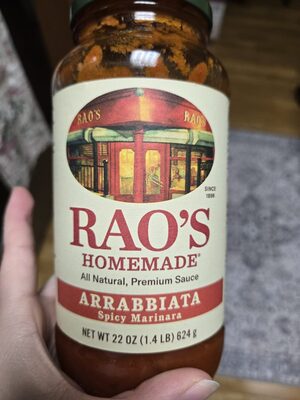 RAO'S
RAO'S
SINCE
1896
RAO'S
HOMEMADE®
All Natural, Premium Sauce
ARRABBIATA
Spicy Marinara
NET WT 22 OZ (1.4 LB) 624 g